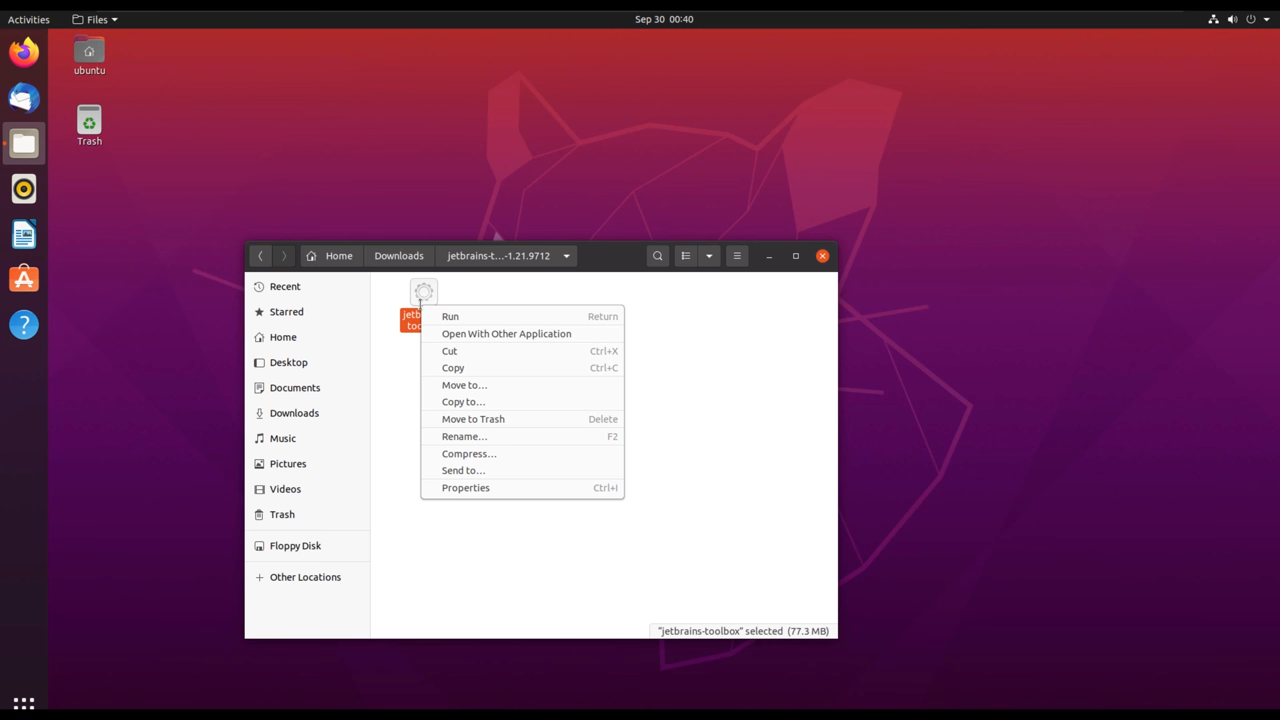 Activities
Files
Sep 30 00:40
ubuntu
Trash
Home
Downloads
jetbrains-t…-1.21.9712
Recent
Starred
Home
Desktop
Documents
Downloads
Music
Pictures
Videos
Trash
Floppy Disk
Other Locations
Run Return
Open With Other Application
Cut Ctrl+X
Copy Ctrl+C
Move to…
Copy to…
Move to Trash Delete
Rename… F2
Compress…
Send to…
Properties Ctrl+I
"jetbrains-toolbox" selected (77.3 MB)